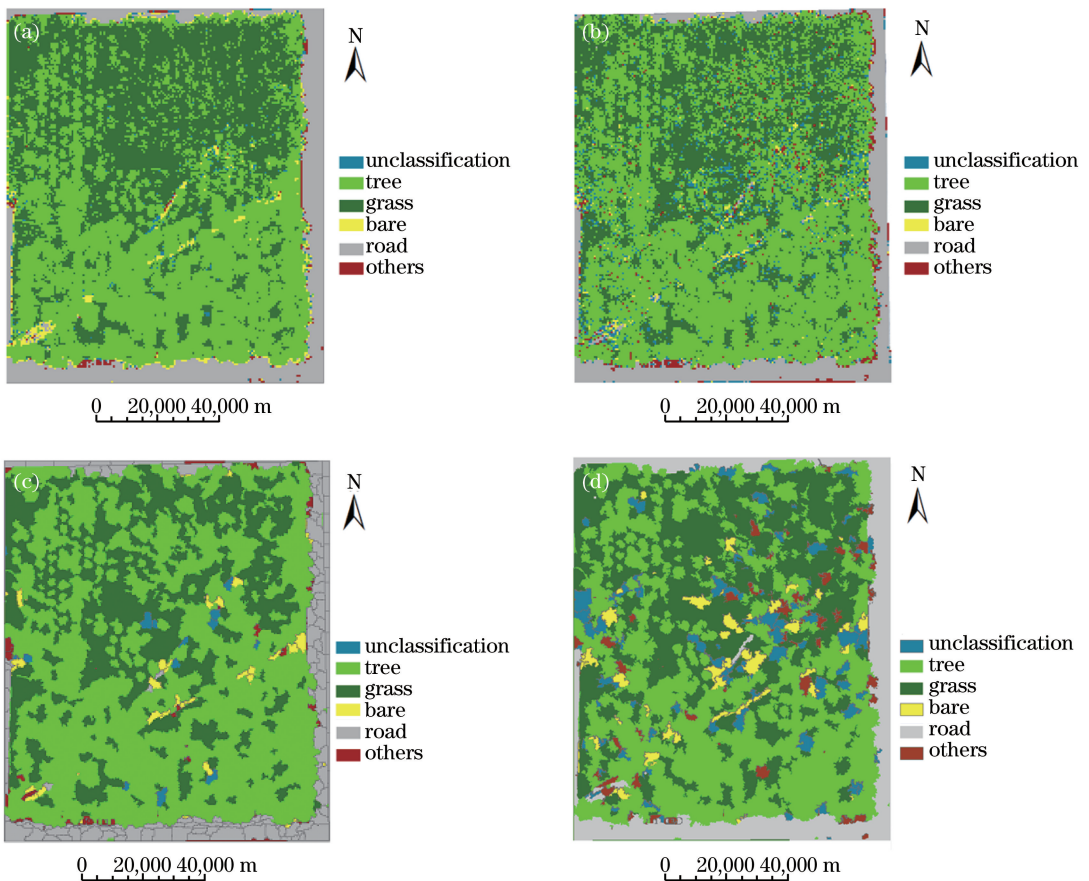 (a)
N
unclassification
tree
grass
bare
road
others
0 20,000 40,000 m
(b)
N
unclassification
tree
grass
bare
road
others
0 20,000 40,000 m
(c)
N
unclassification
tree
grass
bare
road
others
0 20,000 40,000 m
(d)
N
unclassification
tree
grass
bare
road
others
0 20,000 40,000 m